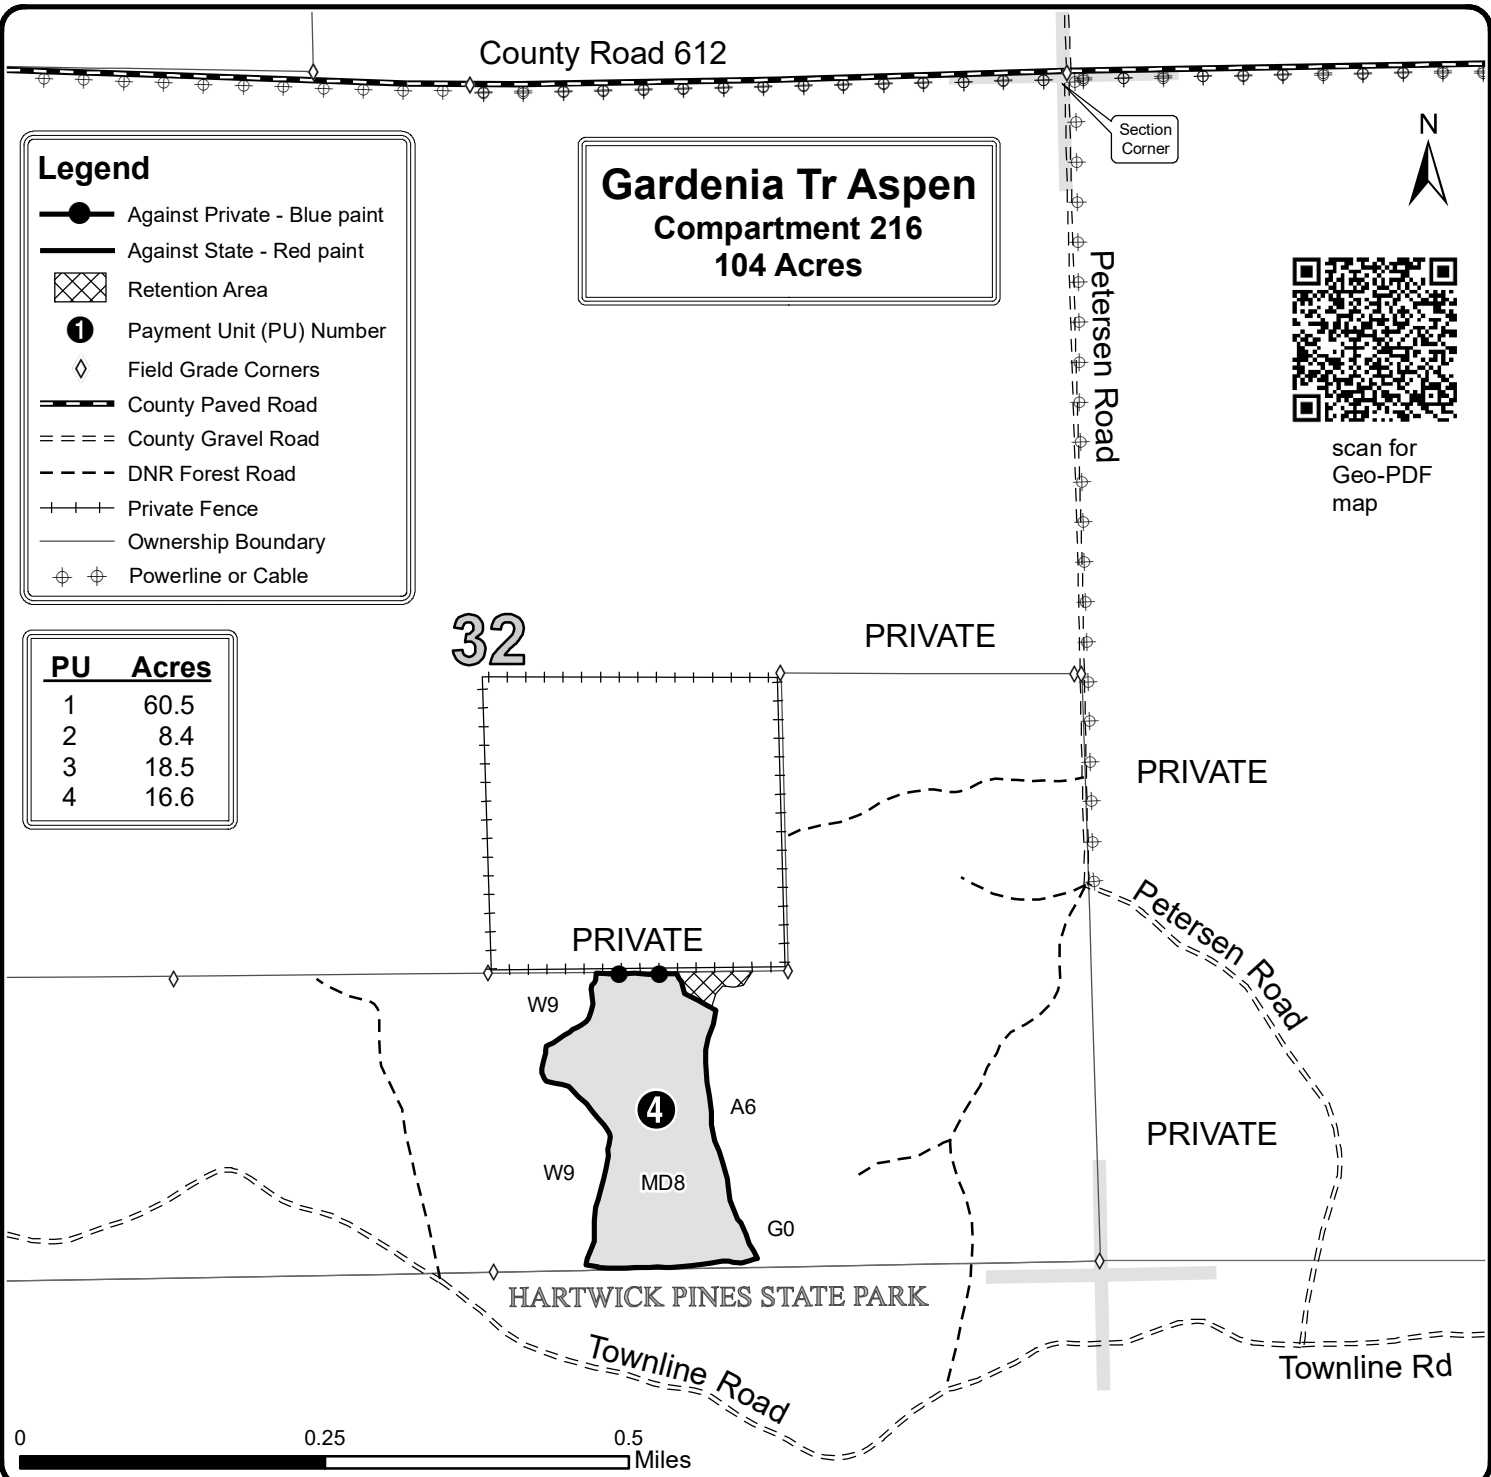 County Road 612
Section
Corner
N
Legend
Against Private - Blue paint
Against State - Red paint
Retention Area
1 Payment Unit (PU) Number
Field Grade Corners
County Paved Road
County Gravel Road
DNR Forest Road
Private Fence
Ownership Boundary
Powerline or Cable
Gardenia Tr Aspen
Compartment 216
104 Acres
Petersen Road
scan for
Geo-PDF
map
PU Acres
1 60.5
2 8.4
3 18.5
4 16.6
32
PRIVATE
PRIVATE
PRIVATE
Petersen Road
W9
4
A6
PRIVATE
W9
MD8
G0
HARTWICK PINES STATE PARK
Townline Road
Townline Rd
0 0.25 0.5
Miles